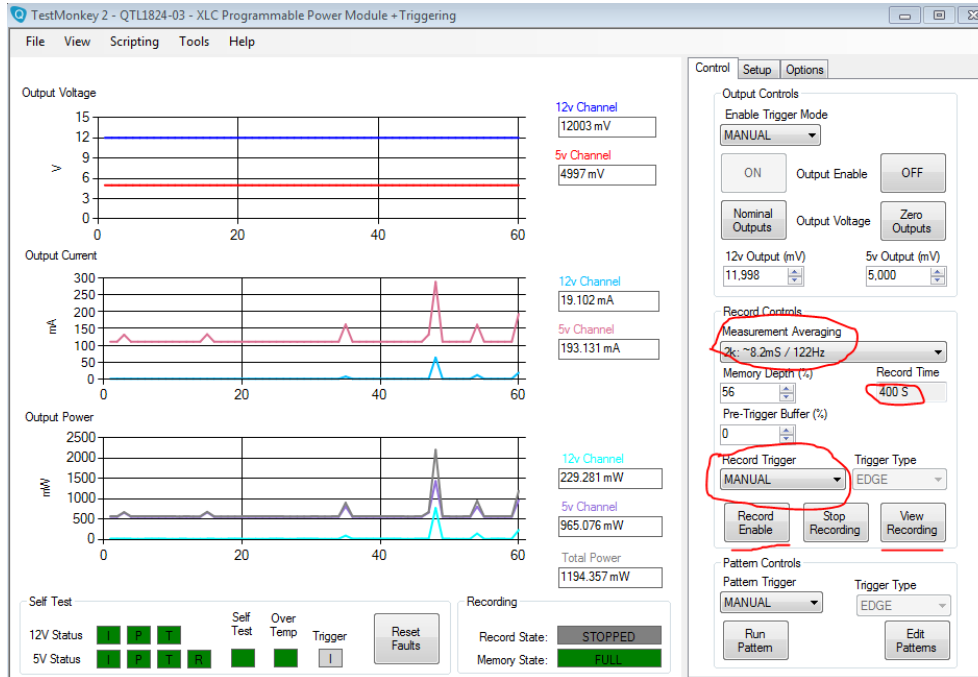 TestMonkey 2 - QTL1824-03 - XLC Programmable Power Module +Triggering
File View Scripting Tools Help
Output Voltage
15
12
9
6
3
0
V
0 20 40 60
12v Channel
12003 mV
5v Channel
4997 mV
Output Current
300
250
200
150
100
50
0
mA
0 20 40 60
12v Channel
19.102 mA
5v Channel
193.131 mA
Output Power
2500
2000
1500
1000
500
0
mW
0 20 40 60
12v Channel
229.281 mW
5v Channel
965.076 mW
Total Power
1194.357 mW
Self Test
12V Status I P T
5V Status I P T R
Self Test
Over Temp
Trigger
I
Reset Faults
Recording
Record State: STOPPED
Memory State: FULL
Control Setup Options
Output Controls
Enable Trigger Mode
MANUAL
ON Output Enable OFF
Nominal Outputs
Output Voltage
Zero Outputs
12v Output (mV) 5v Output (mV)
11,998 5,000
Record Controls
Measurement Averaging
2k: ~8.2mS / 122Hz
Memory Depth (%) Record Time
56 400 S
Pre-Trigger Buffer (%)
0
Record Trigger Trigger Type
MANUAL EDGE
Record Enable
Stop Recording
View Recording
Pattern Controls
Pattern Trigger Trigger Type
MANUAL EDGE
Run Pattern
Edit Patterns